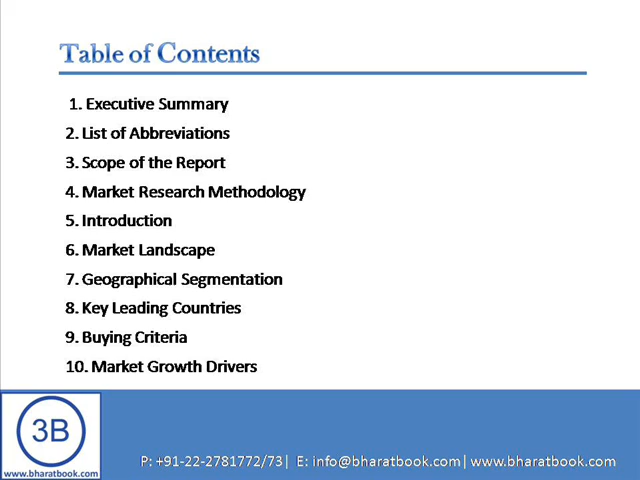 Table of Contents
1. Executive Summary
2. List of Abbreviations
3. Scope of the Report
4. Market Research Methodology
5. Introduction
6. Market Landscape
7. Geographical Segmentation
8. Key Leading Countries
9. Buying Criteria
10. Market Growth Drivers
3B
www.bharatbook.com
P: +91-22-2781772/73| E: info@bharatbook.com| www.bharatbook.com